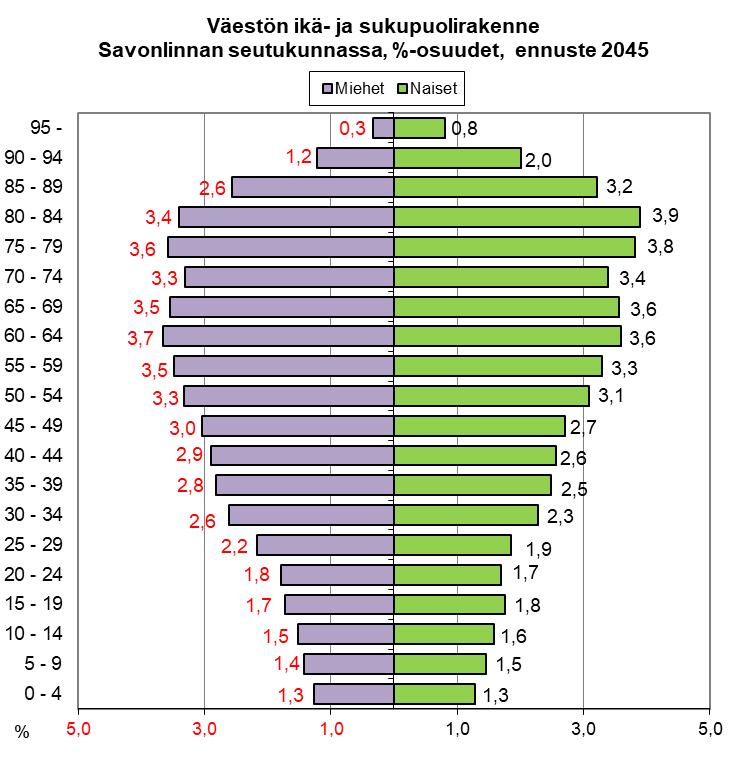 Väestön ikä- ja sukupuolirakenne
Savonlinnan seutukunnassa, %-osuudet, ennuste 2045
Miehet Naiset
95 - 0,3 0,8
90 - 94 1,2 2,0
85 - 89 2,6 3,2
80 - 84 3,4 3,9
75 - 79 3,6 3,8
70 - 74 3,3 3,4
65 - 69 3,5 3,6
60 - 64 3,7 3,6
55 - 59 3,5 3,3
50 - 54 3,3 3,1
45 - 49 3,0 2,7
40 - 44 2,9 2,6
35 - 39 2,8 2,5
30 - 34 2,6 2,3
25 - 29 2,2 1,9
20 - 24 1,8 1,7
15 - 19 1,7 1,8
10 - 14 1,5 1,6
5 - 9 1,4 1,5
0 - 4 1,3 1,3
% 5,0 3,0 1,0 1,0 3,0 5,0